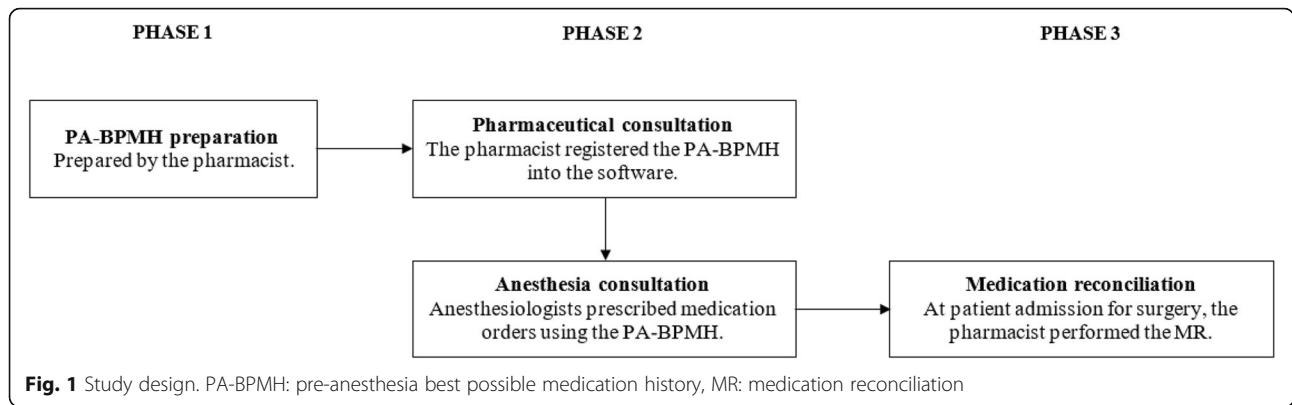 PHASE 1
PHASE 2
PHASE 3
PA-BPMH preparation
Prepared by the pharmacist.
Pharmaceutical consultation
The pharmacist registered the PA-BPMH
into the software.
Anesthesia consultation
Anesthesiologists prescribed medication
orders using the PA-BPMH.
Medication reconciliation
At patient admission for surgery, the
pharmacist performed the MR.
Fig. 1 Study design. PA-BPMH: pre-anesthesia best possible medication history, MR: medication reconciliation